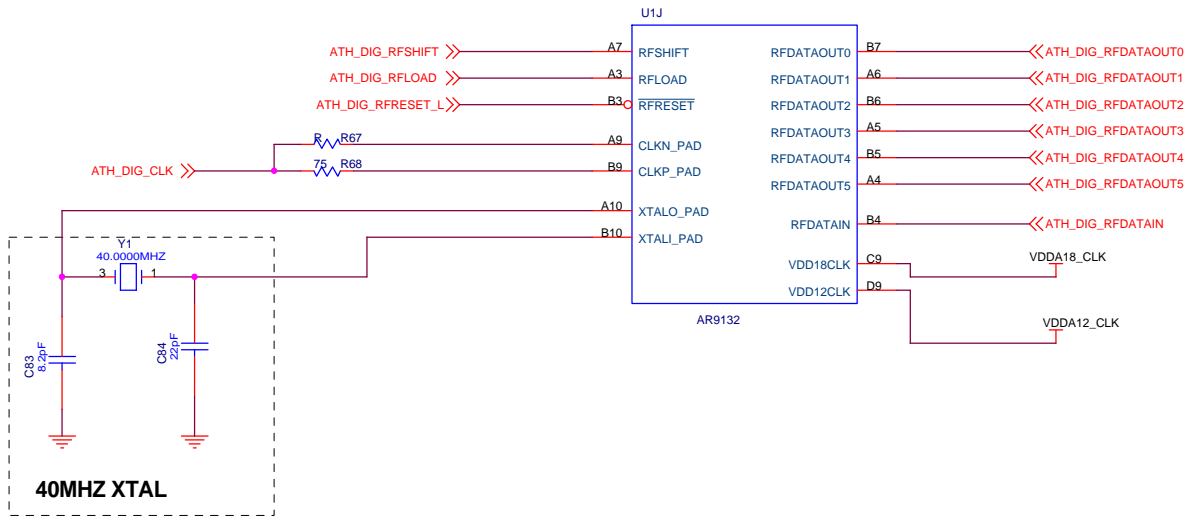 U1J
ATH_DIG_RFSHIFT A7 RFSHIFT RFDATAOUT0 B7 ATH_DIG_RFDATAOUT0
ATH_DIG_RFLOAD A3 RFLOAD RFDATAOUT1 A6 ATH_DIG_RFDATAOUT1
ATH_DIG_RFRESET_L B3 RFRESET RFDATAOUT2 B6 ATH_DIG_RFDATAOUT2
RFDATAOUT3 A5 ATH_DIG_RFDATAOUT3
R R67 A9 CLKN_PAD
RFDATAOUT4 B5 ATH_DIG_RFDATAOUT4
ATH_DIG_CLK 75 R68 B9 CLKP_PAD
RFDATAOUT5 A4 ATH_DIG_RFDATAOUT5
A10 XTALO_PAD
RFDATAIN B4 ATH_DIG_RFDATAIN
B10 XTALI_PAD
Y1
40.0000MHZ
3 1
VDD18CLK C9 VDDA18_CLK
VDD12CLK D9
AR9132
VDDA12_CLK
C83
8.2pF
C84
22pF
40MHZ XTAL